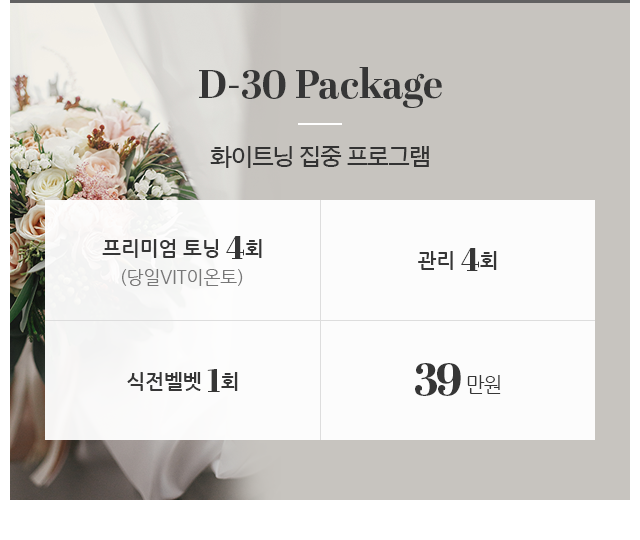 D-30 Package
화이트닝 집중 프로그램
프리미엄 토닝 4회
(당일VIT이온토)
관리 4회
식전벨벳 1회
39 만원